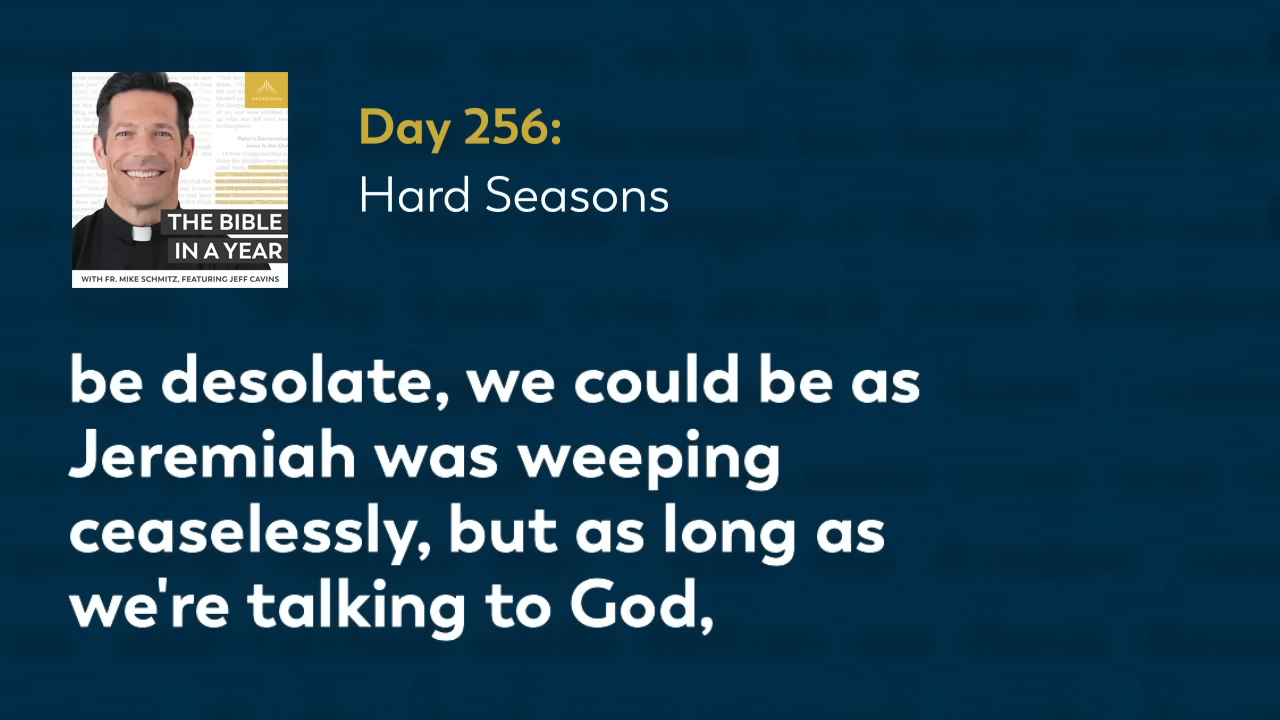 ASCENSION
THE BIBLE
IN A YEAR
WITH FR. MIKE SCHMITZ, FEATURING JEFF CAVINS
Day 256:
Hard Seasons
be desolate, we could be as
Jeremiah was weeping
ceaselessly, but as long as
we're talking to God,